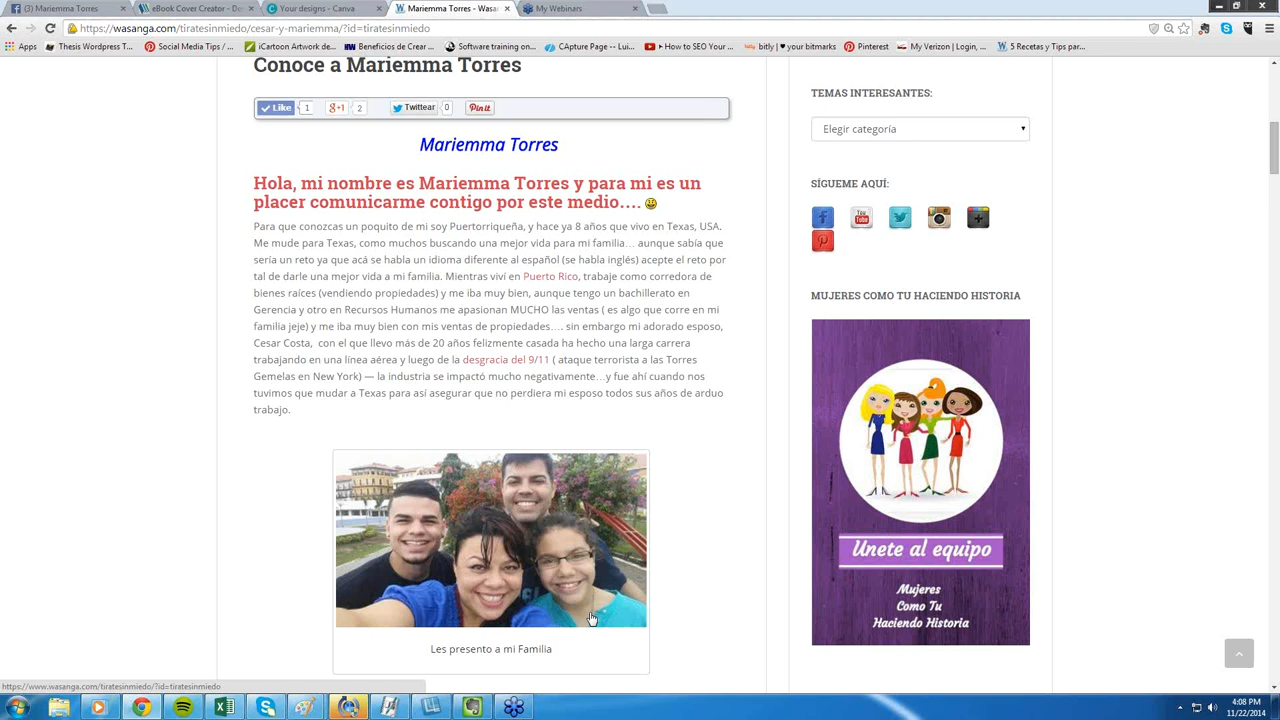 (3) Mariemma Torres
eBook Cover Creator - De
Your designs - Canva
Mariemma Torres - Wasan
My Webinars
https://www.wasanga.com/tiratesinmiedo/cesar-y-mariemma/?id=tiratesinmiedo
Apps
Thesis Wordpress T...
Social Media Tips / ...
iCartoon Artwork de...
Beneficios de Crear ...
Software training on...
CApture Page -- Lui...
How to SEO Your ...
bitly | ♥ your bitmarks
Pinterest
My Verizon | Login, ...
5 Recetas y Tips par...
Conoce a Mariemma Torres
Like 1 g+1 2 Twittear 0 Pinit
Mariemma Torres
Hola, mi nombre es Mariemma Torres y para mi es un
placer comunicarme contigo por este medio….
Para que conozcas un poquito de mi soy Puertorriqueña, y hace ya 8 años que vivo en Texas, USA.
Me mude para Texas, como muchos buscando una mejor vida para mi familia… aunque sabía que
sería un reto ya que acá se habla un idioma diferente al español (se habla inglés) acepte el reto por
tal de darle una mejor vida a mi familia. Mientras viví en Puerto Rico, trabaje como corredora de
bienes raíces (vendiendo propiedades) y me iba muy bien, aunque tengo un bachillerato en
Gerencia y otro en Recursos Humanos me apasionan MUCHO las ventas ( es algo que corre en mi
familia jeje) y me iba muy bien con mis ventas de propiedades…. sin embargo mi adorado esposo,
Cesar Costa, con el que llevo más de 20 años felizmente casada ha hecho una larga carrera
trabajando en una línea aérea y luego de la desgracia del 9/11 ( ataque terrorista a las Torres
Gemelas en New York) — la industria se impactó mucho negativamente…y fue ahí cuando nos
tuvimos que mudar a Texas para así asegurar que no perdiera mi esposo todos sus años de arduo
trabajo.
Les presento a mi Familia
TEMAS INTERESANTES:
Elegir categoría
SÍGUEME AQUÍ:
You
Tube
MUJERES COMO TU HACIENDO HISTORIA
Unete al equipo
Mujeres
Como Tu
Haciendo Historia
https://www.wasanga.com/tiratesinmiedo/?id=tiratesinmiedo
4:08 PM
11/22/2014